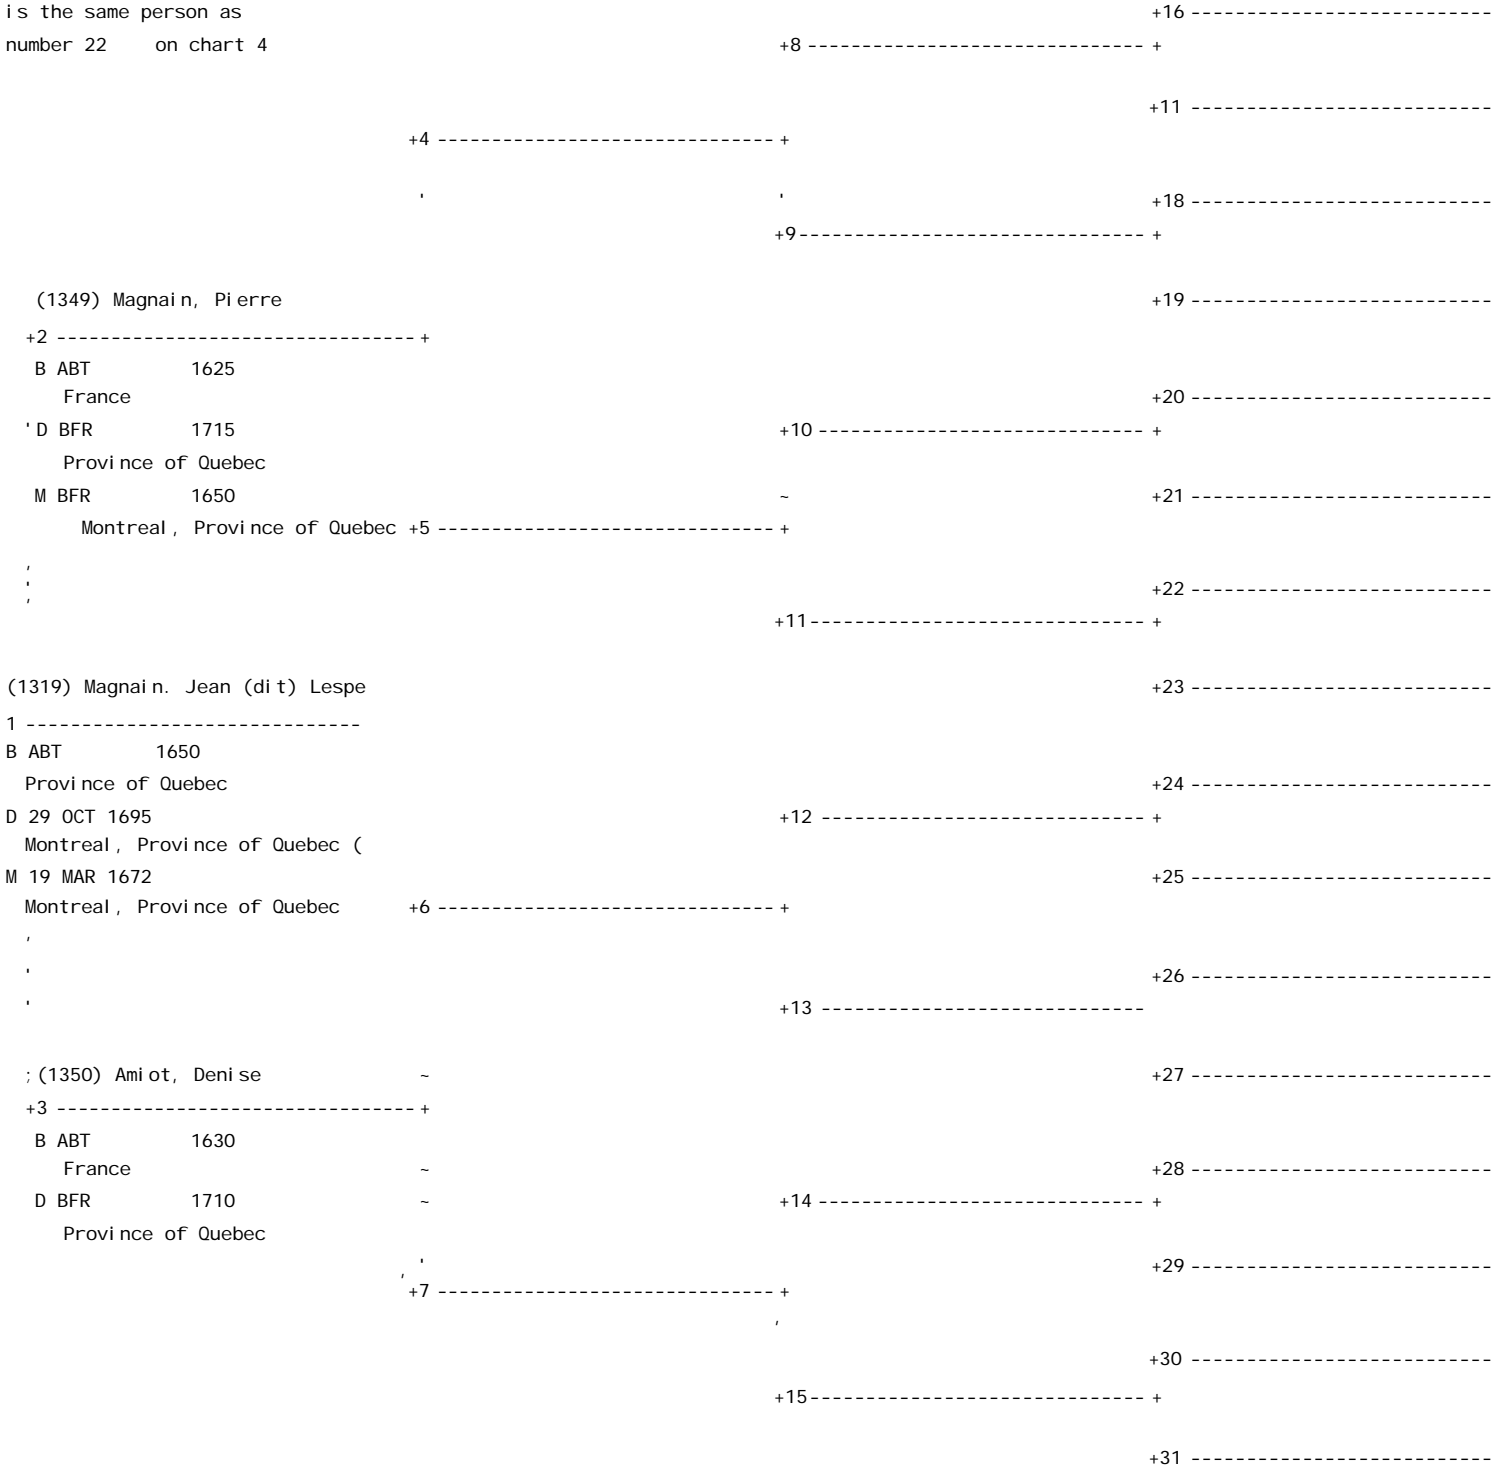 is the same person as
+16 ----------------------------
number 22 on chart 4
+8 ------------------------------- +
+11 ----------------------------
+4 ------------------------------- +
' '
+18 ----------------------------
+9-------------------------------- +
(1349) Magnain, Pierre
+19 ----------------------------
+2 --------------------------------- +
B ABT 1625
France
+20 ----------------------------
'D BFR 1715
+10 ------------------------------ +
Province of Quebec
M BFR 1650
~
+21 ----------------------------
Montreal, Province of Quebec +5 ------------------------------- +
,
'
+22 ----------------------------
,
+11------------------------------- +
(1319) Magnain. Jean (dit) Lespe
+23 ----------------------------
1 -------------------------------
B ABT 1650
Province of Quebec
+24 ----------------------------
D 29 OCT 1695
+12 ------------------------------ +
Montreal, Province of Quebec (
M 19 MAR 1672
+25 ----------------------------
Montreal, Province of Quebec +6 ------------------------------- +
,
'
+26 ----------------------------
'
+13 ------------------------------
;(1350) Amiot, Denise ~
+27 ----------------------------
+3 --------------------------------- +
B ABT 1630
France ~
+28 ----------------------------
D BFR 1710 ~
+14 ------------------------------ +
Province of Quebec
'
+29 ----------------------------
,
+7 ------------------------------- +
,
+30 ----------------------------
+15------------------------------- +
+31 ----------------------------